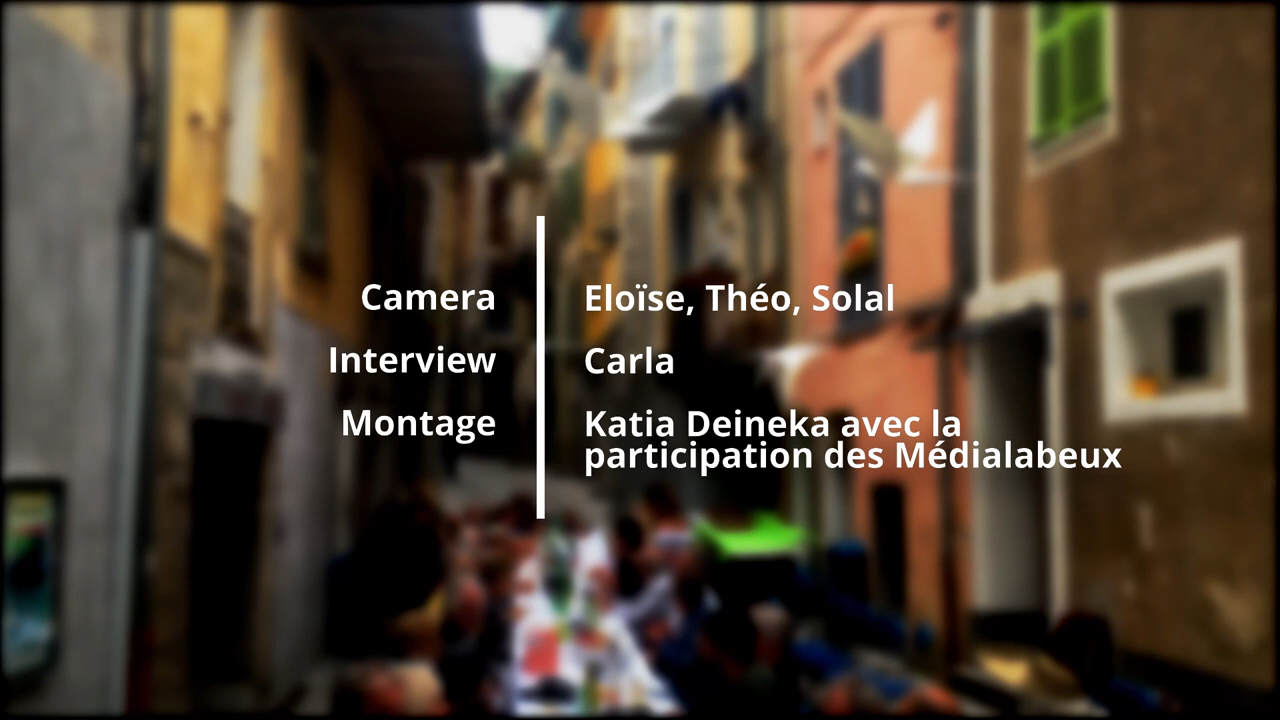 Camera
Eloïse, Théo, Solal
Interview
Carla
Montage
Katia Deineka avec la
participation des Médialabeux